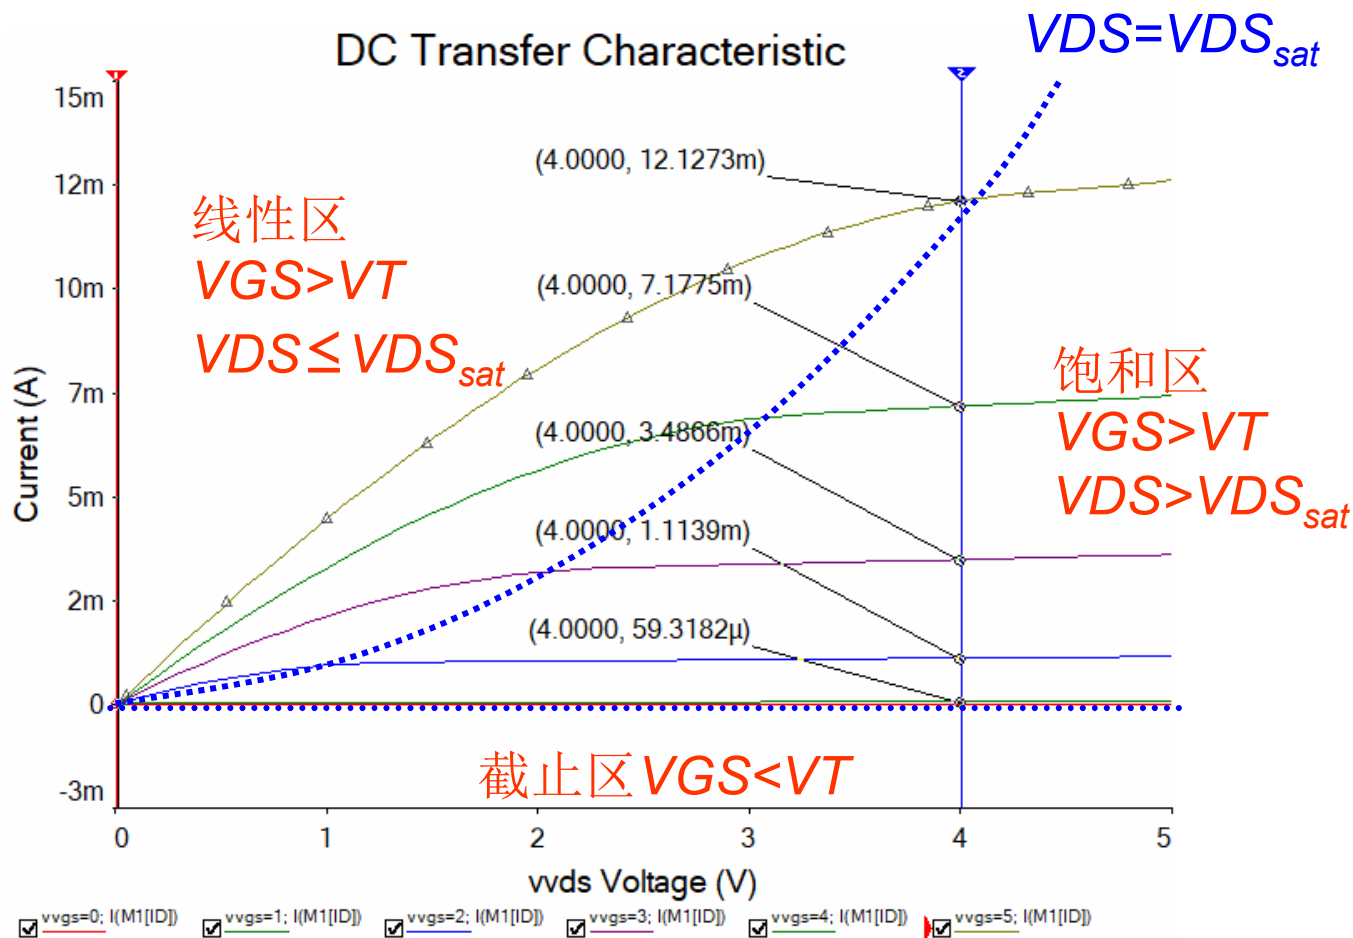 VDS=VDSsat
DC Transfer Characteristic
1
2
15m
(4.0000, 12.1273m)
12m
线性区
VGS>VT
VDS≤VDSsat
(4.0000, 7.1775m)
10m
饱和区
VGS>VT
VDS>VDSsat
7m
(4.0000, 3.4866m)
5m
(4.0000, 1.1139m)
2m
(4.0000, 59.3182µ)
0
截止区VGS<VT
-3m
Current (A)
0 1 2 3 4 5
vvds Voltage (V)
vvgs=0; I(M1[ID]) vvgs=1; I(M1[ID]) vvgs=2; I(M1[ID]) vvgs=3; I(M1[ID]) vvgs=4; I(M1[ID]) vvgs=5; I(M1[ID])